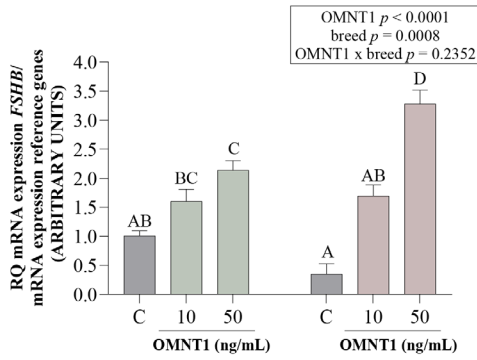 OMNT1 p < 0.0001
breed p = 0.0008
OMNT1 x breed p = 0.2352
RQ mRNA expression FSHB/
mRNA expression reference genes
(ARBITRARY UNITS)
4.0
3.5
3.0
2.5
2.0
1.5
1.0
0.5
0.0
AB
BC
C
A
AB
D
C 10 50 C 10 50
OMNT1 (ng/mL) OMNT1 (ng/mL)